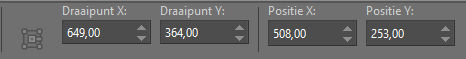 Draaipunt X: Draaipunt Y: Positie X: Positie Y:
649,00 364,00 508,00 253,00